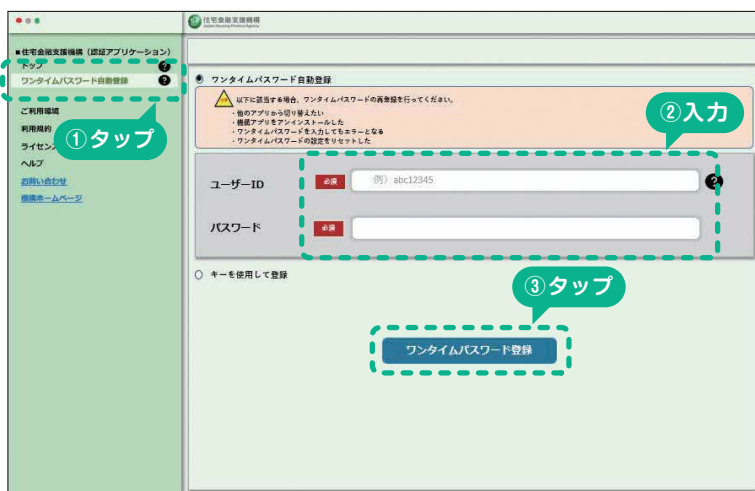 住宅金融支援機構
Japan Housing Finance Agency
■住宅金融支援機構（認証アプリケーション）
トップ
?
ワンタイムパスワード自動登録
?
①タップ
ご利用環境
利用規約
ライセンス
ヘルプ
お問い合わせ
機構ホームページ
ワンタイムパスワード自動登録
以下に該当する場合、ワンタイムパスワードの再登録を行ってください。
・他のアプリから切り替えたい
・機構アプリをアンインストールした
・ワンタイムパスワードを入力してもエラーとなる
・ワンタイムパスワードの設定をリセットした
②入力
ユーザーID
必須
例）abc12345
?
パスワード
必須
キーを使用して登録
③タップ
ワンタイムパスワード登録